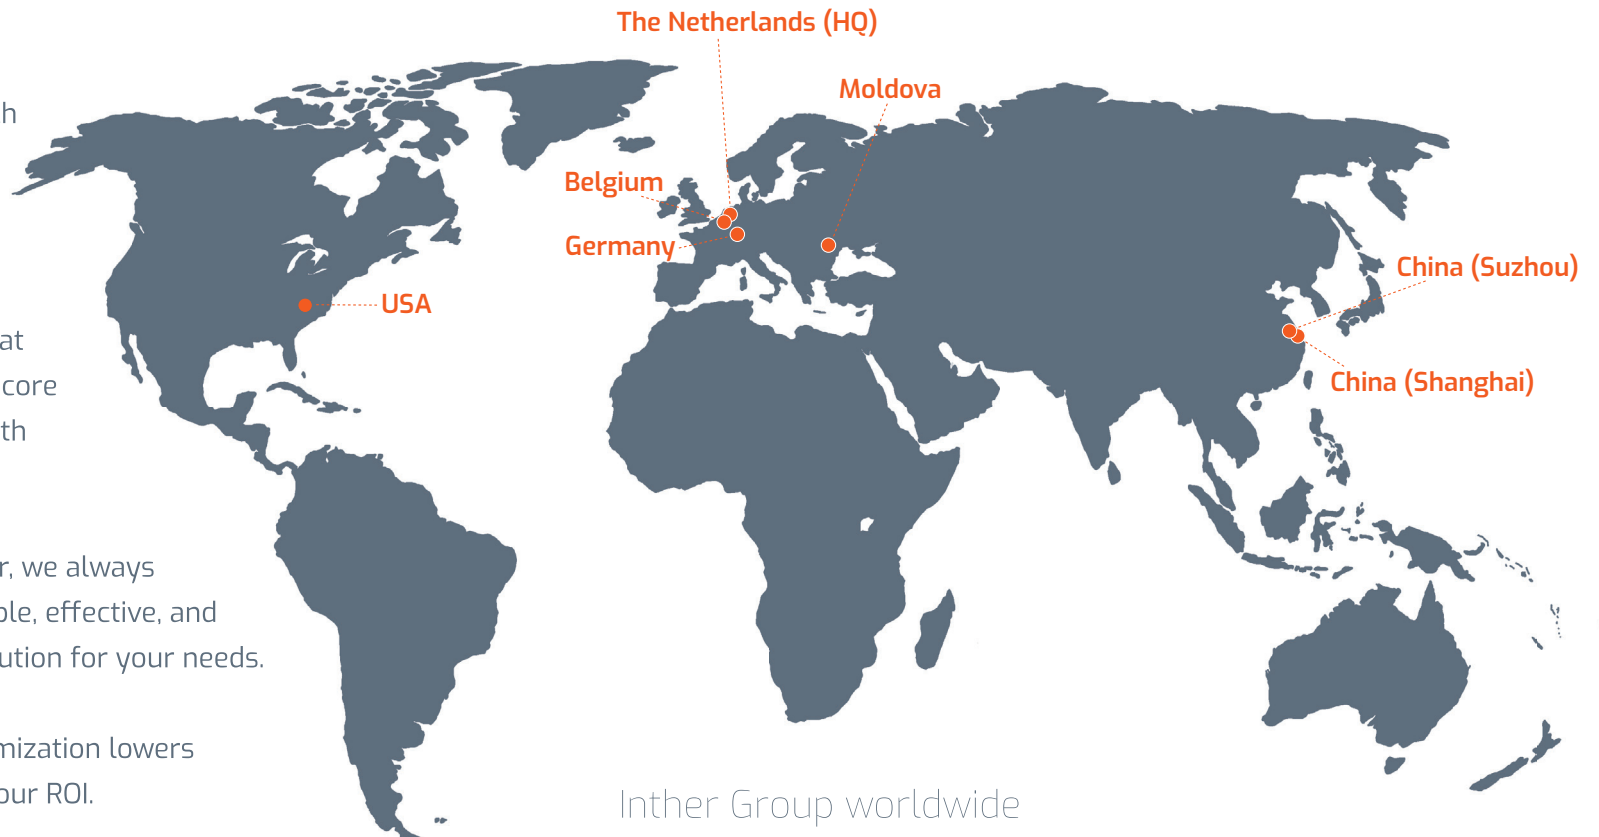 The Netherlands (HQ)
Moldova
Belgium
Germany
USA
China (Suzhou)
China (Shanghai)
h
at
core
th
r, we always
ble, effective, and
ution for your needs.
mization lowers
our ROI.
Inther Group worldwide